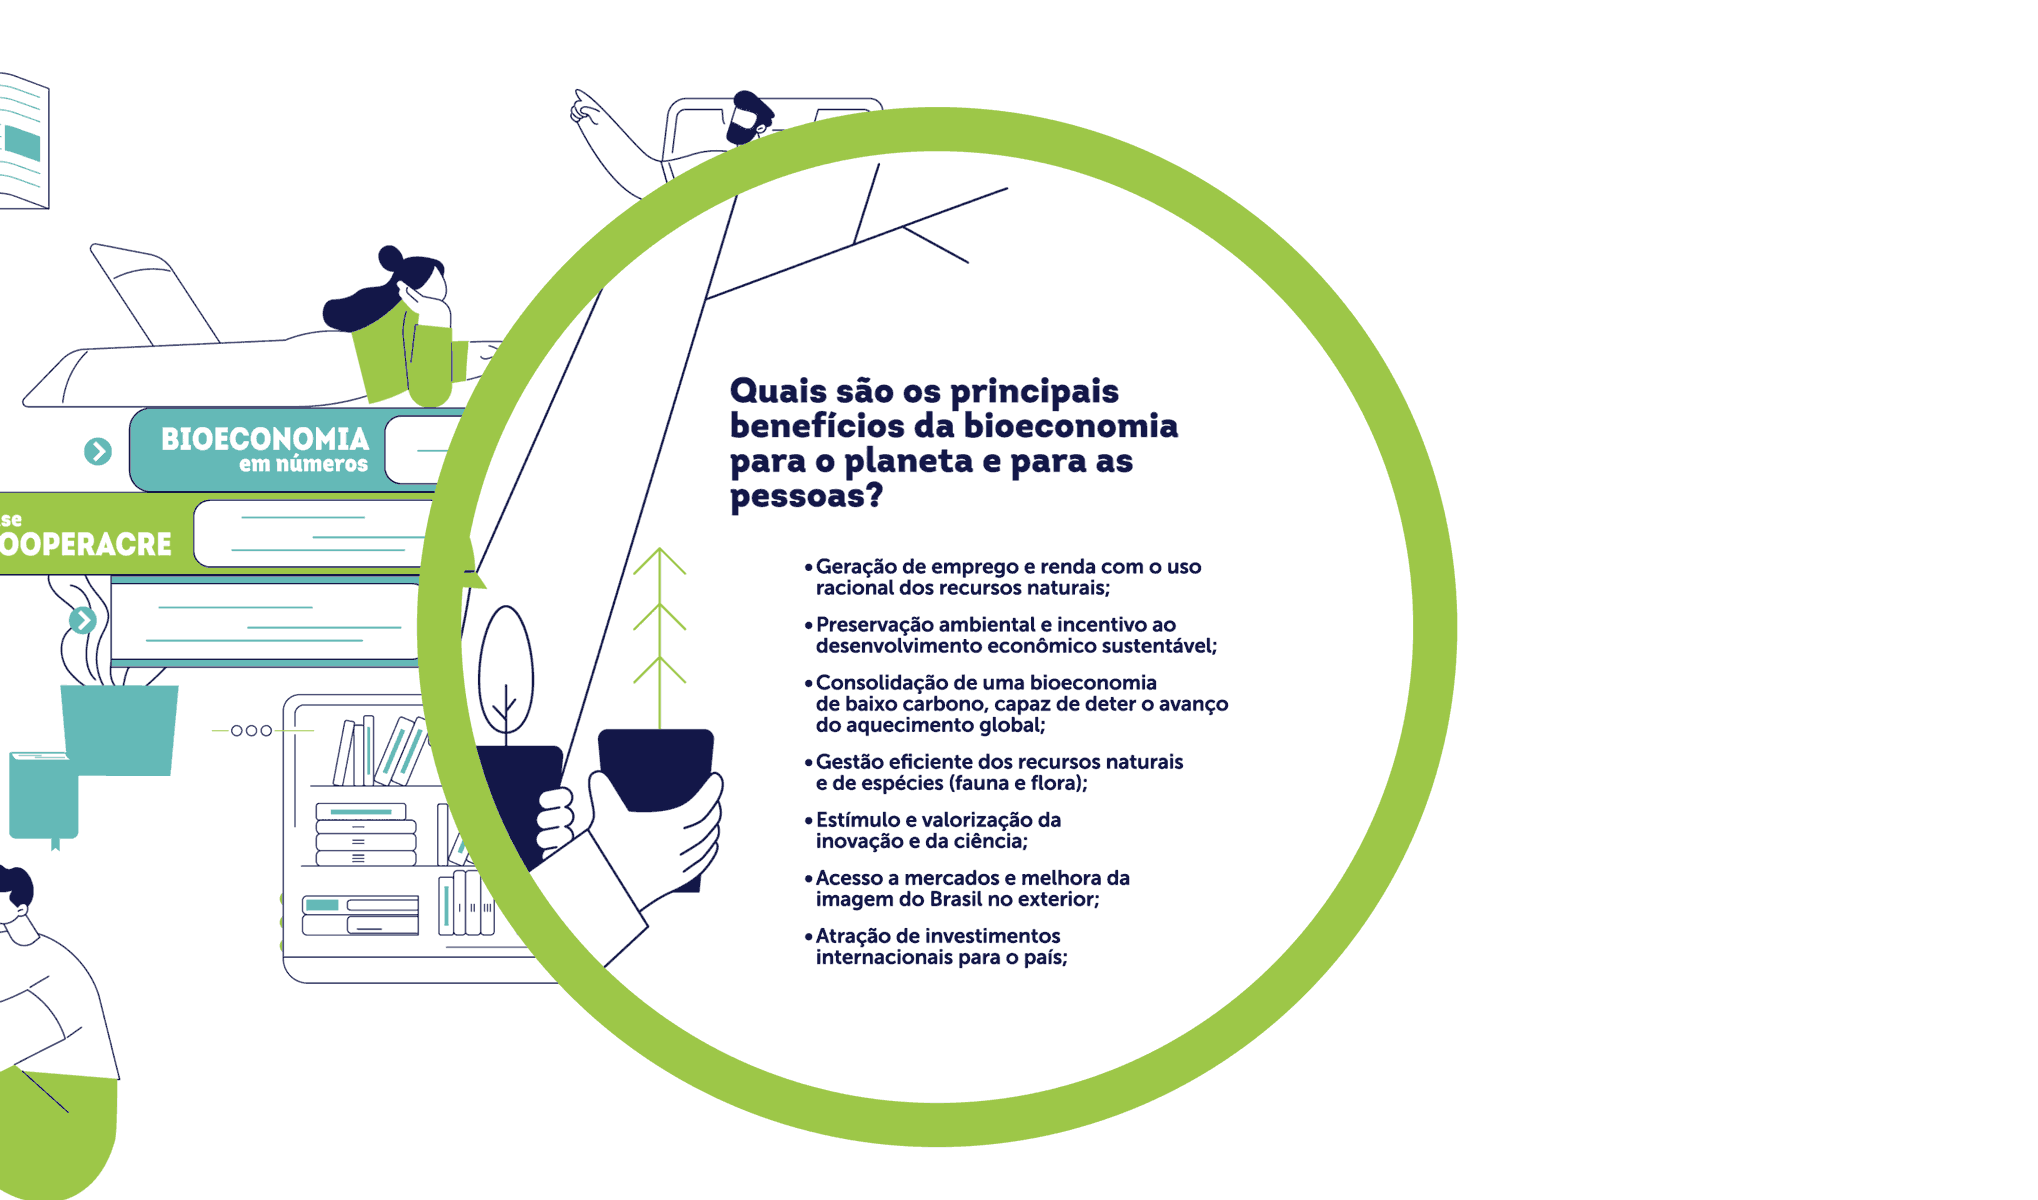 BIOECONOMIA
em números
se
OOPERACRE
Quais são os principais
benefícios da bioeconomia
para o planeta e para as
pessoas?
• Geração de emprego e renda com o uso
racional dos recursos naturais;
• Preservação ambiental e incentivo ao
desenvolvimento econômico sustentável;
• Consolidação de uma bioeconomia
de baixo carbono, capaz de deter o avanço
do aquecimento global;
• Gestão eficiente dos recursos naturais
e de espécies (fauna e flora);
• Estímulo e valorização da
inovação e da ciência;
• Acesso a mercados e melhora da
imagem do Brasil no exterior;
• Atração de investimentos
internacionais para o país;